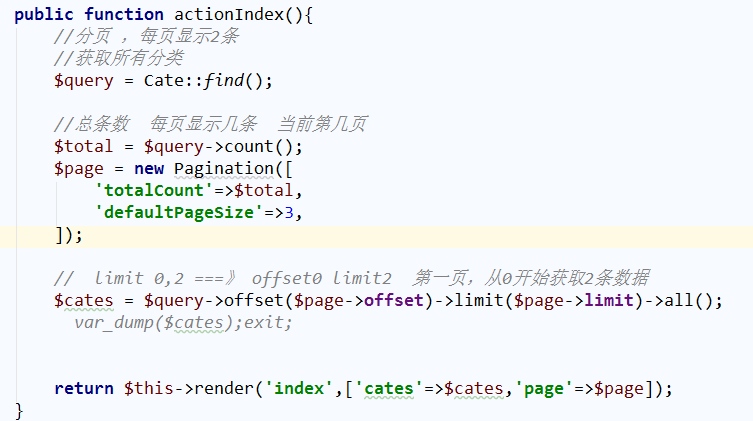 public function actionIndex(){
//分页 ，每页显示2条
//获取所有分类
$query = Cate::find();
//总条数  每页显示几条  当前第几页
$total = $query->count();
$page = new Pagination([
'totalCount'=>$total,
'defaultPageSize'=>3,
]);
//  limit 0,2 ===》 offset0 limit2  第一页，从0开始获取2条数据
$cates = $query->offset($page->offset)->limit($page->limit)->all();
var_dump($cates);exit;
return $this->render('index',['cates'=>$cates,'page'=>$page]);
}